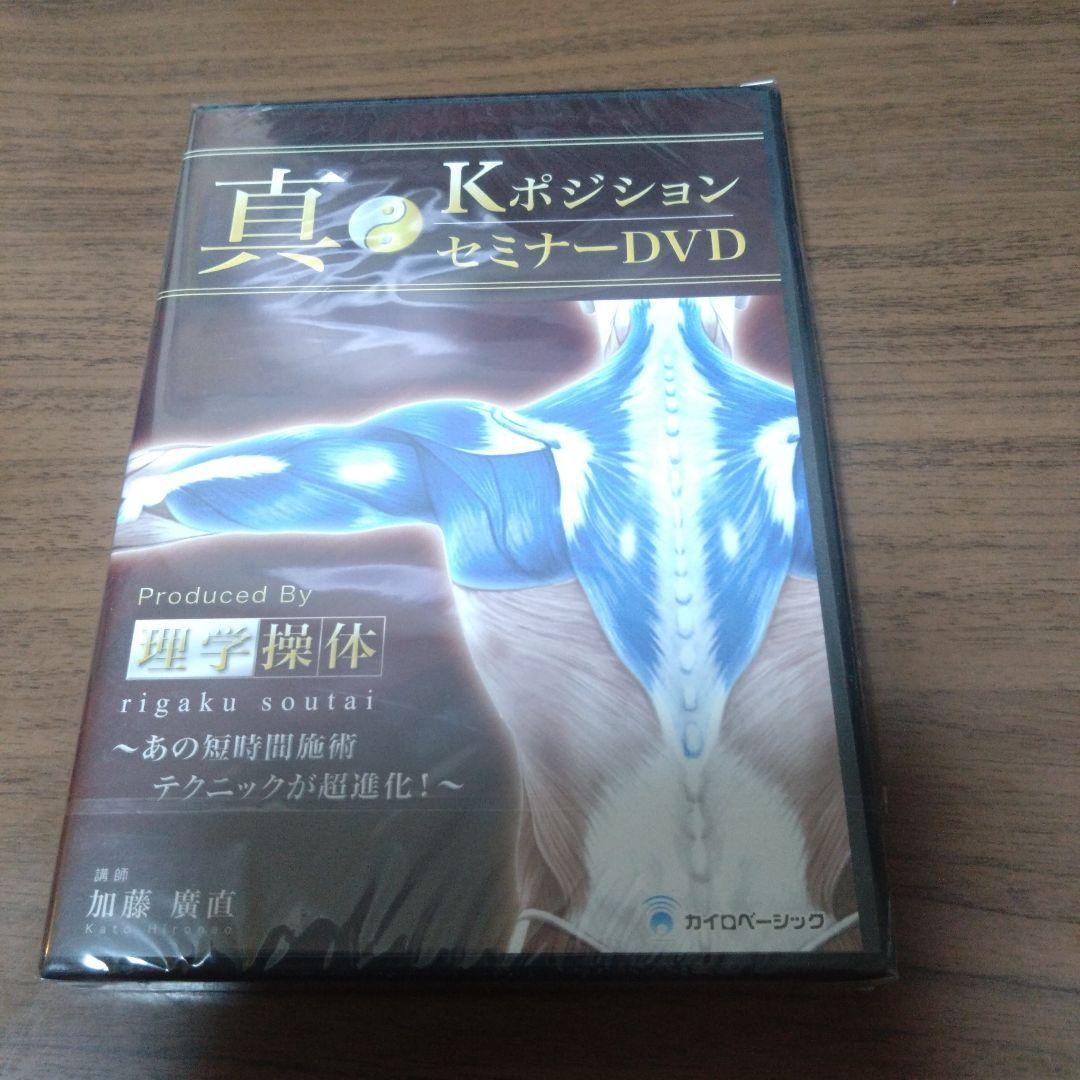 真
Kポジション
セミナーDVD
Produced By
理学操体
rigaku soutai
～あの短時間施術
テクニックが超進化！～
講師
加藤 廣直
Kato Hironao
カイロベーシック